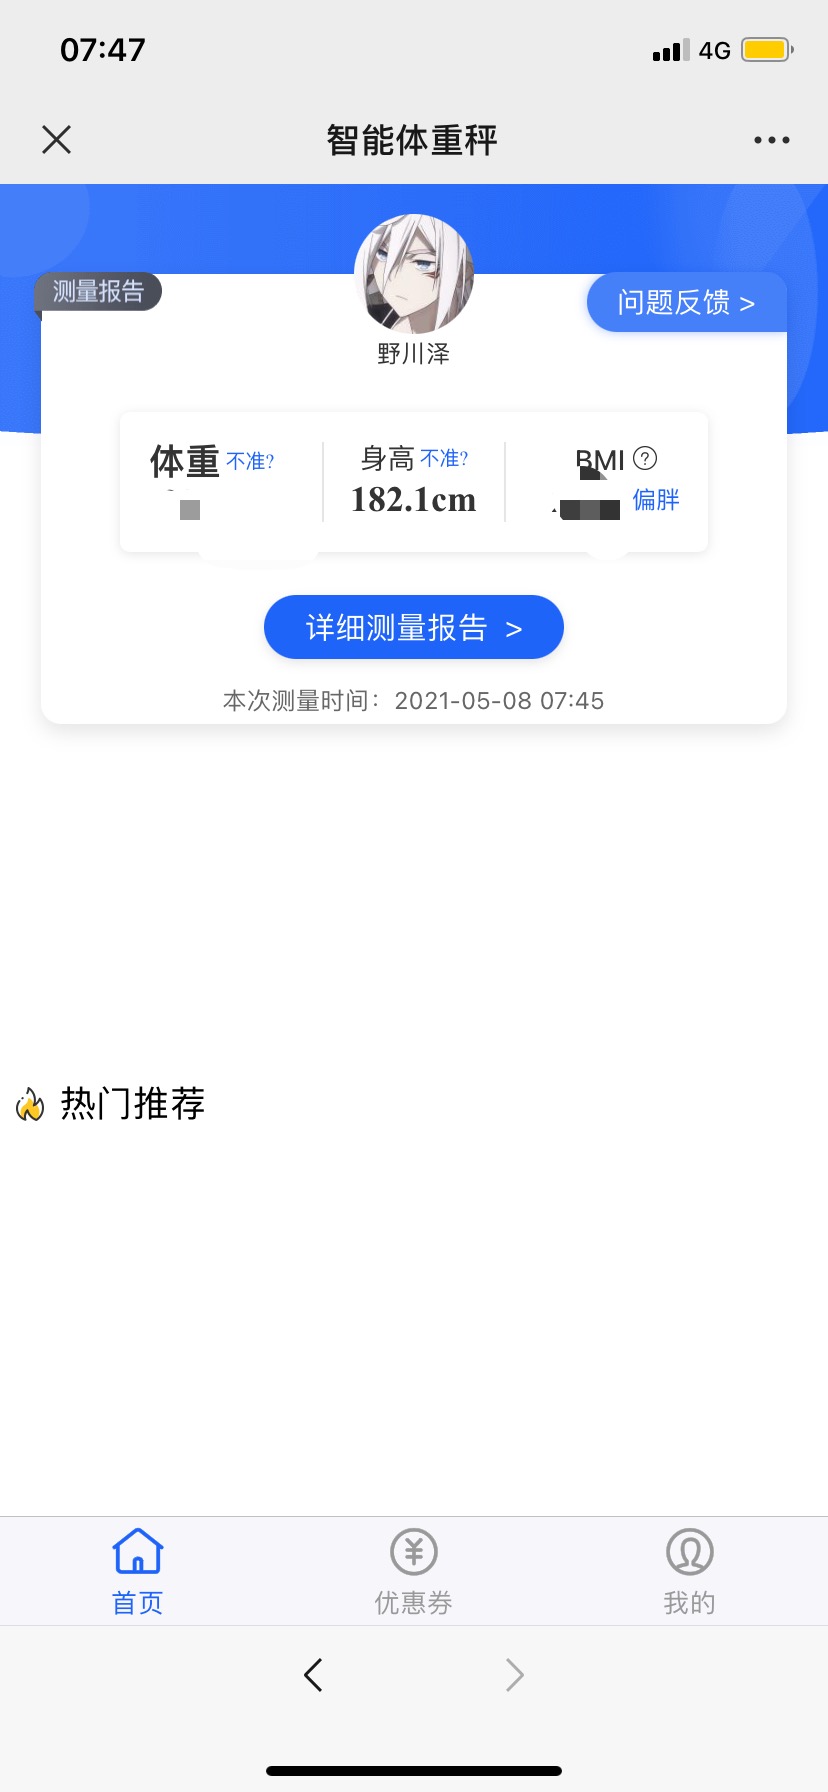 07:47
4G
智能体重秤
测量报告
问题反馈 >
野川泽
体重 不准?
身高 不准?
BMI ?
182.1cm
偏胖
详细测量报告 >
本次测量时间：2021-05-08 07:45
热门推荐
首页
优惠券
我的